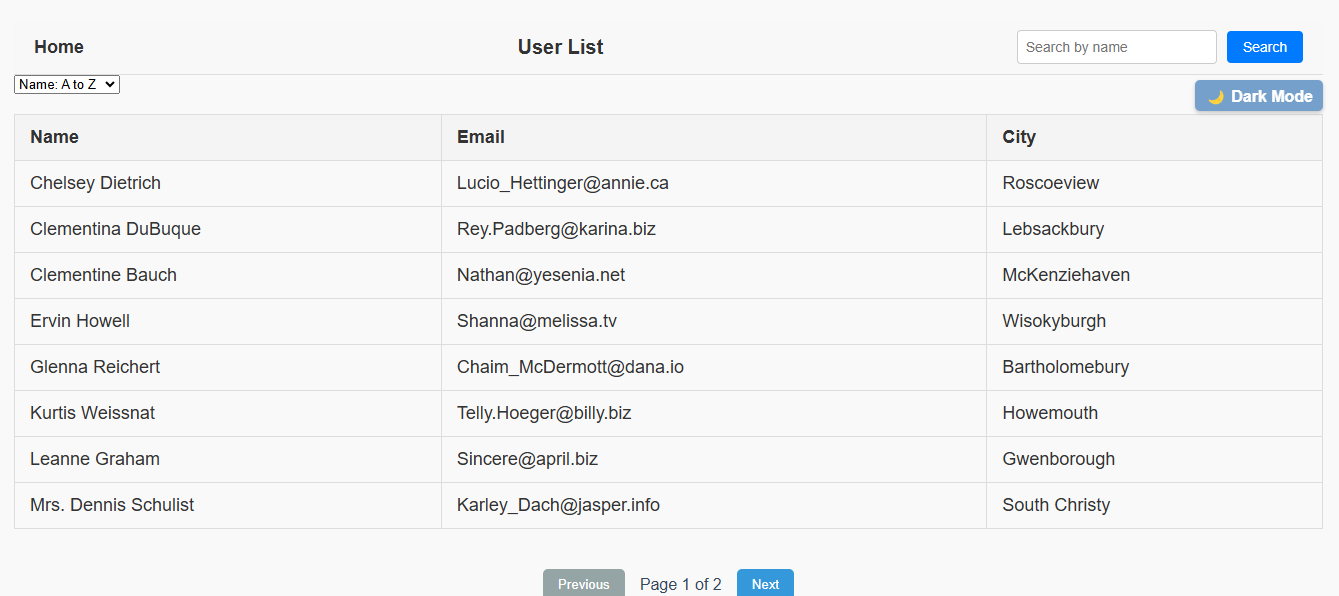 Home User List Search by name Search
Name: A to Z
🌙 Dark Mode
Name Email City
Chelsey Dietrich Lucio_Hettinger@annie.ca Roscoeview
Clementina DuBuque Rey.Padberg@karina.biz Lebsackbury
Clementine Bauch Nathan@yesenia.net McKenziehaven
Ervin Howell Shanna@melissa.tv Wisokyburgh
Glenna Reichert Chaim_McDermott@dana.io Bartholomebury
Kurtis Weissnat Telly.Hoeger@billy.biz Howemouth
Leanne Graham Sincere@april.biz Gwenborough
Mrs. Dennis Schulist Karley_Dach@jasper.info South Christy
Previous Page 1 of 2 Next